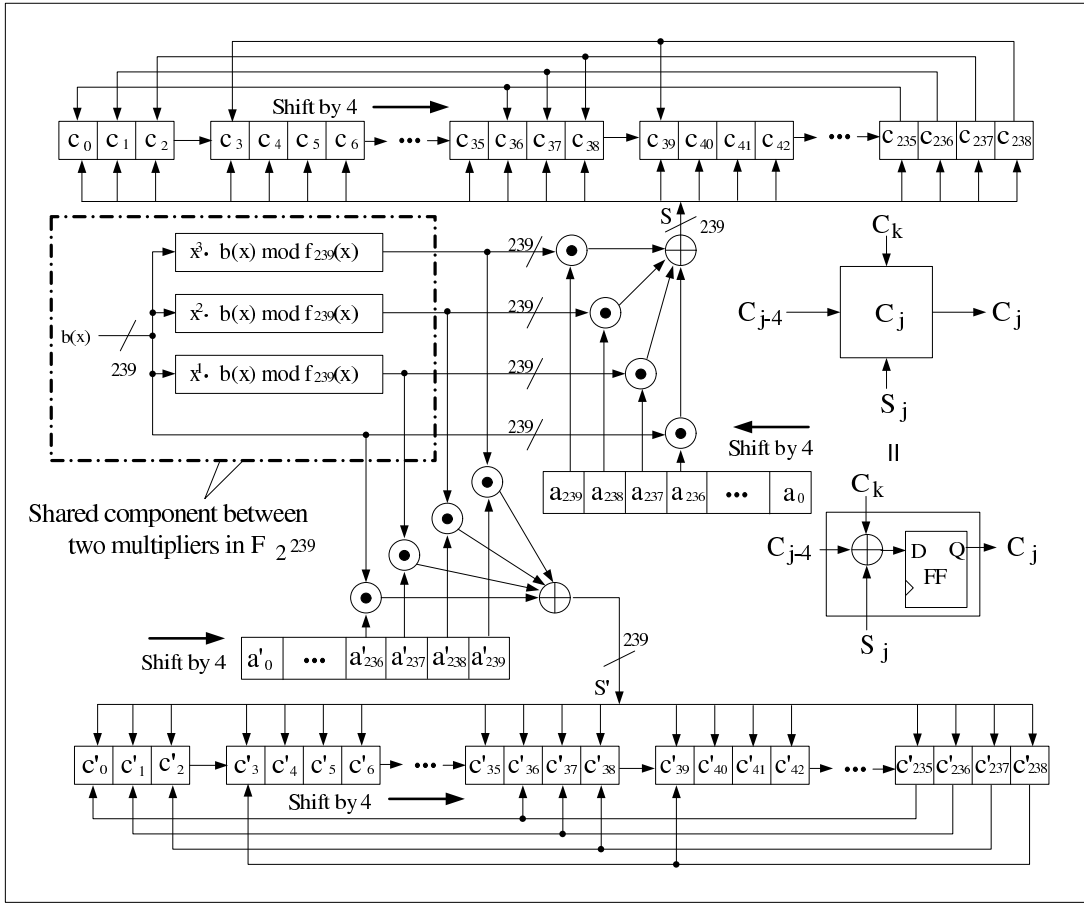 Shift by 4
c0 c1 c2 c3 c4 c5 c6 ••• c35 c36 c37 c38 c39 c40 c41 c42 ••• c235 c236 c237 c238
S
239
x3· b(x) mod f239(x)
239
x2· b(x) mod f239(x)
239
b(x)
239
x1· b(x) mod f239(x)
239
239
Shift by 4
a239 a238 a237 a236 ••• a0
Shared component between
two multipliers in F 2 239
Ck
Cj-4 Cj Cj
Sj
=
Ck
Cj-4 D Q Cj
FF
Sj
Shift by 4
a'0 ••• a'236 a'237 a'238 a'239
239
S'
c'0 c'1 c'2 c'3 c'4 c'5 c'6 ••• c'35 c'36 c'37 c'38 c'39 c'40 c'41 c'42 ••• c'235 c'236 c'237 c'238
Shift by 4